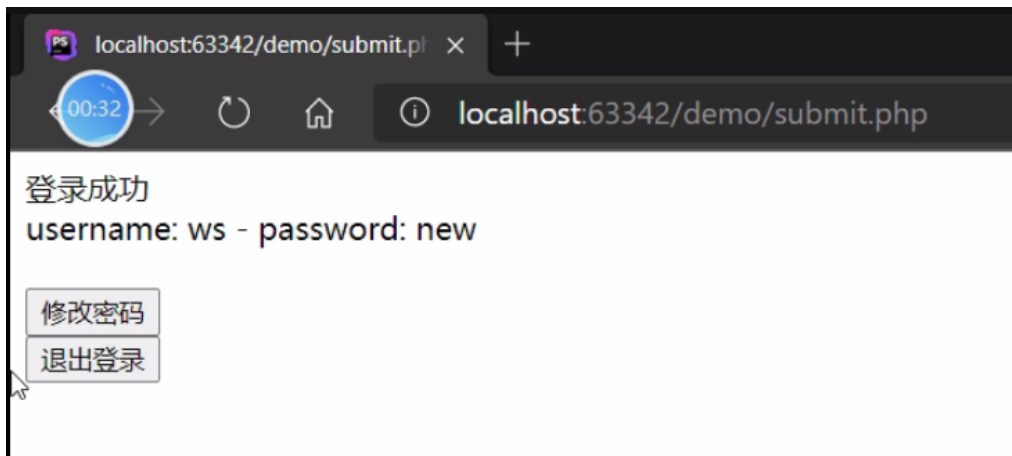 PS
localhost:63342/demo/submit.ph
00:32
localhost:63342/demo/submit.php
登录成功
username: ws - password: new
修改密码
退出登录